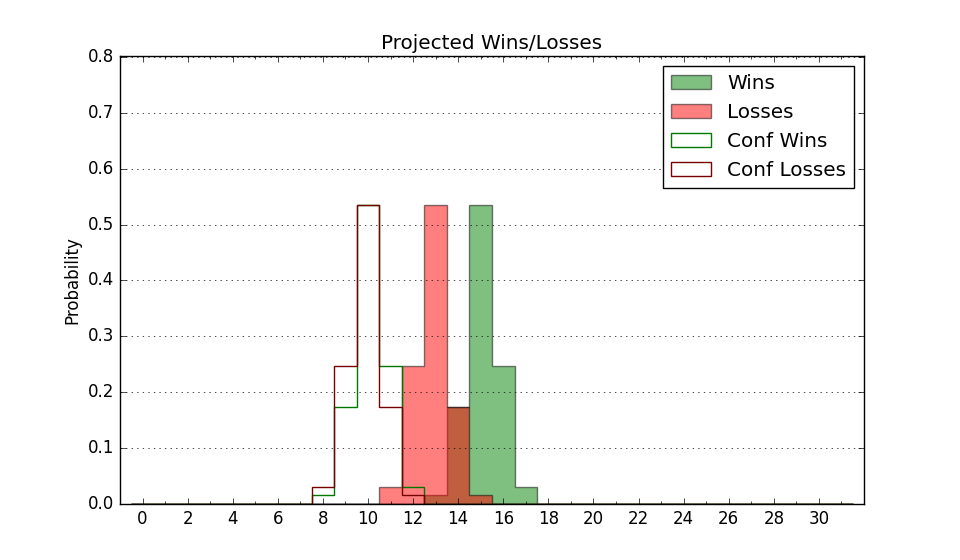 Projected Wins/Losses
0.8
0.7
0.6
0.5
0.4
0.3
0.2
0.1
0.0
Probability
Wins
Losses
Conf Wins
Conf Losses
0 2 4 6 8 10 12 14 16 18 20 22 24 26 28 30